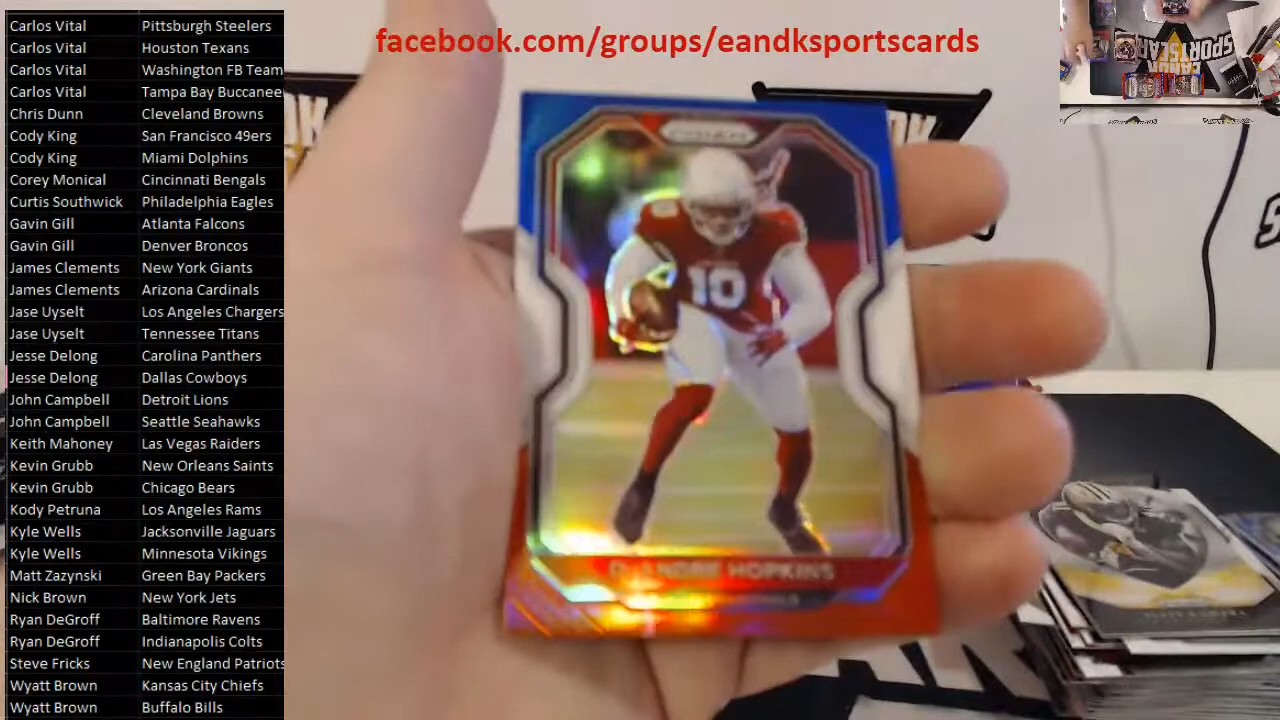 Carlos Vital Pittsburgh Steelers
Carlos Vital Houston Texans
Carlos Vital Washington FB Team
Carlos Vital Tampa Bay Buccanee
Chris Dunn Cleveland Browns
Cody King San Francisco 49ers
Cody King Miami Dolphins
Corey Monical Cincinnati Bengals
Curtis Southwick Philadelphia Eagles
Gavin Gill Atlanta Falcons
Gavin Gill Denver Broncos
James Clements New York Giants
James Clements Arizona Cardinals
Jase Uyselt Los Angeles Chargers
Jase Uyselt Tennessee Titans
Jesse Delong Carolina Panthers
Jesse Delong Dallas Cowboys
John Campbell Detroit Lions
John Campbell Seattle Seahawks
Keith Mahoney Las Vegas Raiders
Kevin Grubb New Orleans Saints
Kevin Grubb Chicago Bears
Kody Petruna Los Angeles Rams
Kyle Wells Jacksonville Jaguars
Kyle Wells Minnesota Vikings
Matt Zazynski Green Bay Packers
Nick Brown New York Jets
Ryan DeGroff Baltimore Ravens
Ryan DeGroff Indianapolis Colts
Steve Fricks New England Patriots
Wyatt Brown Kansas City Chiefs
Wyatt Brown Buffalo Bills
facebook.com/groups/eandksportscards
PRIZM
10
HOPKINS